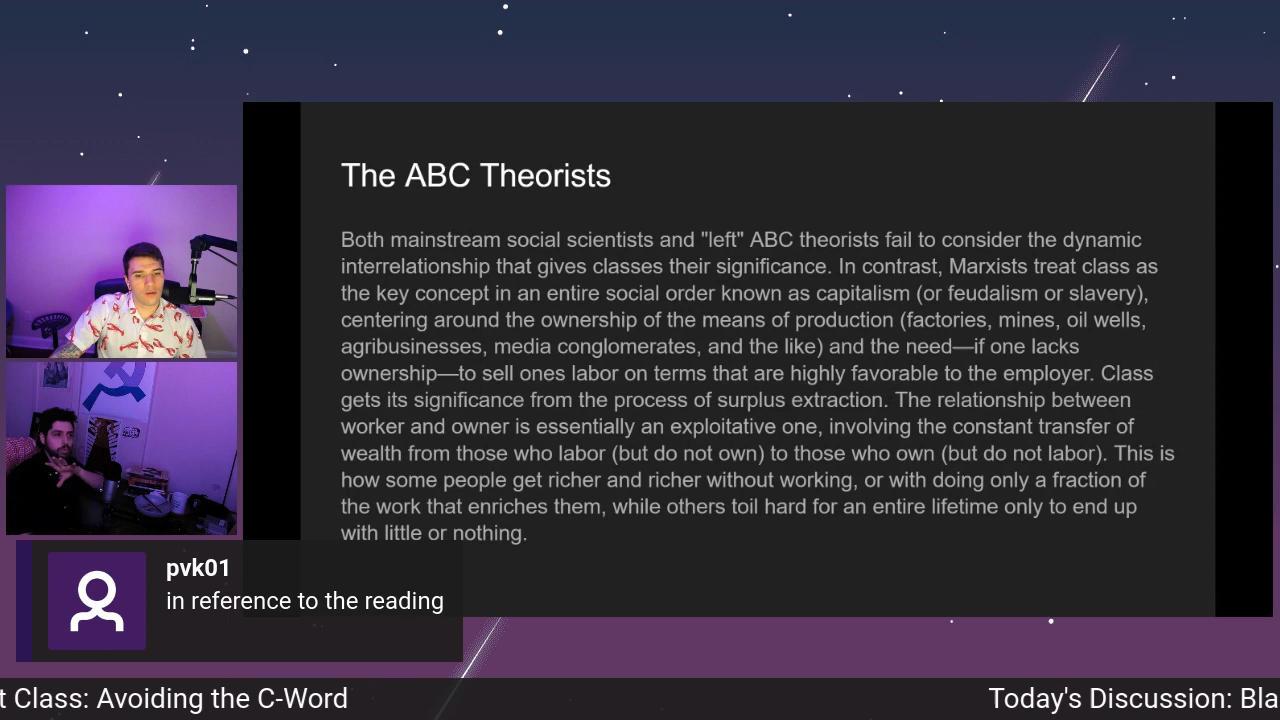 The ABC Theorists
Both mainstream social scientists and "left" ABC theorists fail to consider the dynamic
interrelationship that gives classes their significance. In contrast, Marxists treat class as
the key concept in an entire social order known as capitalism (or feudalism or slavery),
centering around the ownership of the means of production (factories, mines, oil wells,
agribusinesses, media conglomerates, and the like) and the need—if one lacks
ownership—to sell ones labor on terms that are highly favorable to the employer. Class
gets its significance from the process of surplus extraction. The relationship between
worker and owner is essentially an exploitative one, involving the constant transfer of
wealth from those who labor (but do not own) to those who own (but do not labor). This is
how some people get richer and richer without working, or with doing only a fraction of
the work that enriches them, while others toil hard for an entire lifetime only to end up
with little or nothing.
pvk01
in reference to the reading
t Class: Avoiding the C-Word
Today's Discussion: Bla